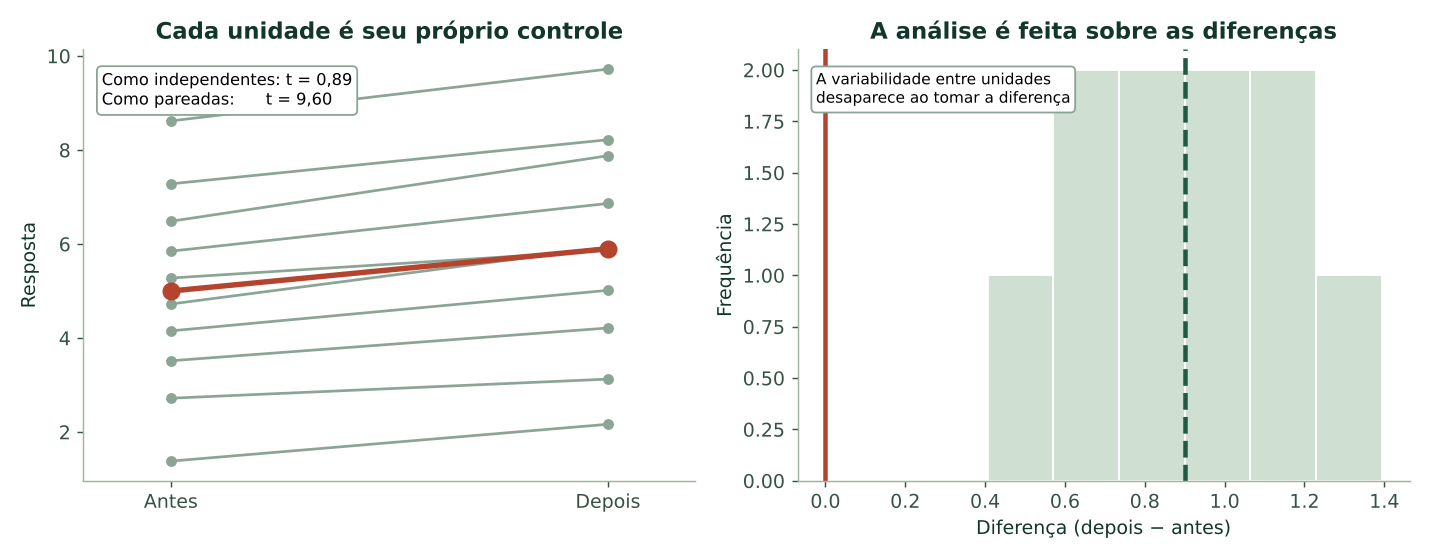 Cada unidade é seu próprio controle
Como independentes: t = 0,89
Como pareadas: t = 9,60
Resposta
10
8
6
4
2
Antes
Depois
A análise é feita sobre as diferenças
A variabilidade entre unidades
desaparece ao tomar a diferença
Frequência
2.00
1.75
1.50
1.25
1.00
0.75
0.50
0.25
0.00
0.0
0.2
0.4
0.6
0.8
1.0
1.2
1.4
Diferença (depois − antes)